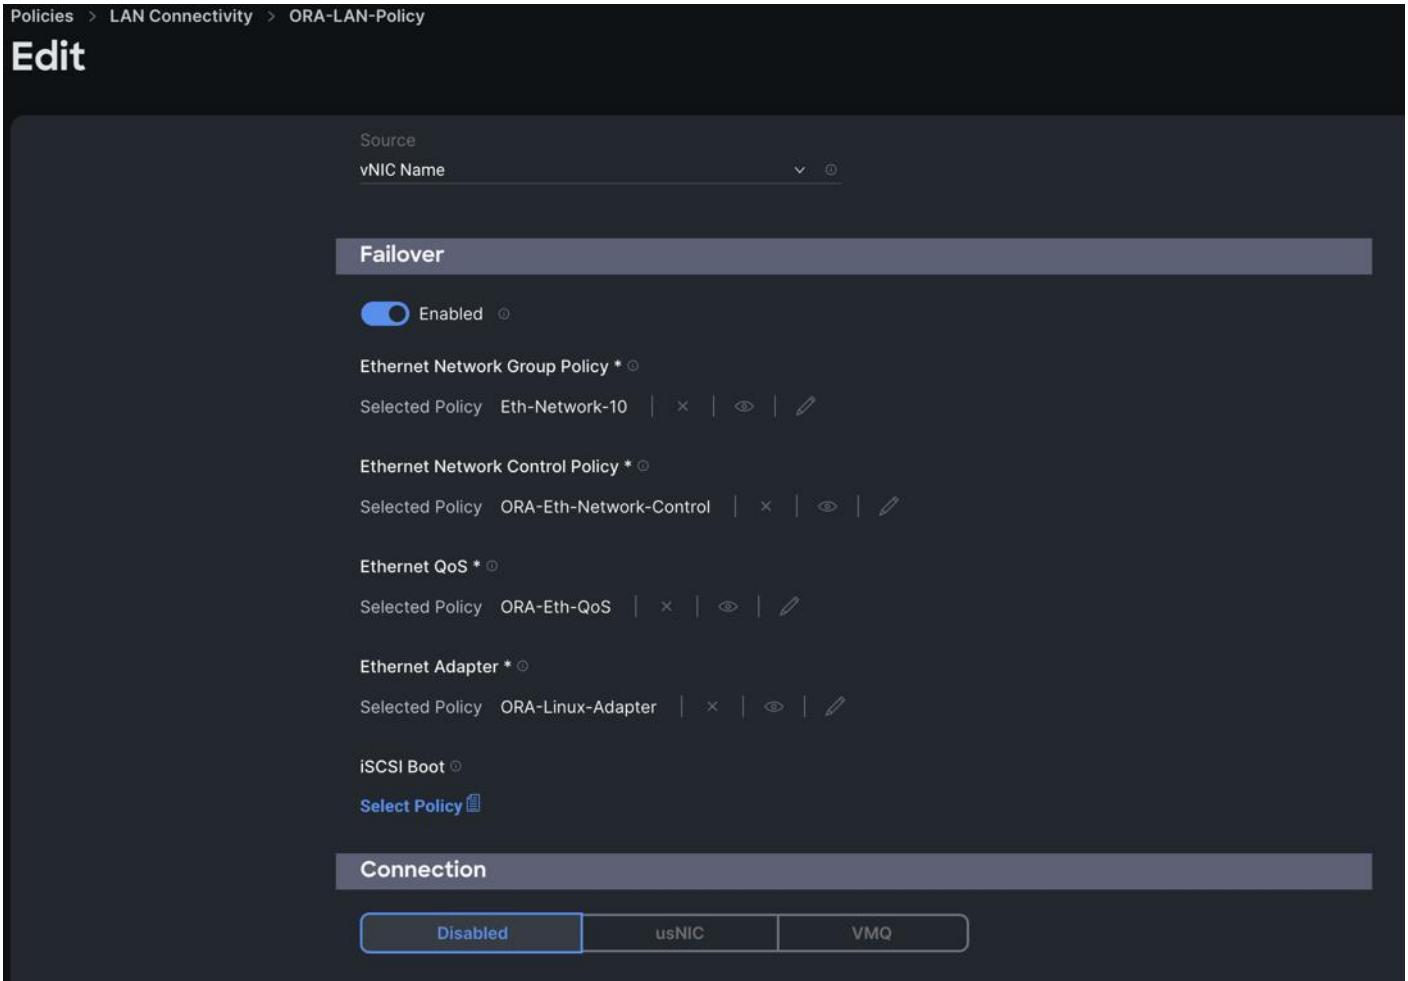 Policies > LAN Connectivity > ORA-LAN-Policy
Edit
Source
vNIC Name
Failover
Enabled
Ethernet Network Group Policy *
Selected Policy Eth-Network-10
Ethernet Network Control Policy *
Selected Policy ORA-Eth-Network-Control
Ethernet QoS *
Selected Policy ORA-Eth-QoS
Ethernet Adapter *
Selected Policy ORA-Linux-Adapter
iSCSI Boot
Select Policy
Connection
Disabled usNIC VMQ